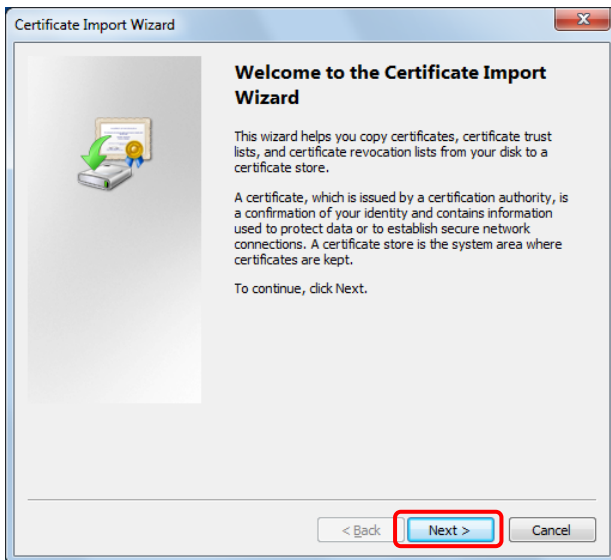 Certificate Import Wizard
Welcome to the Certificate Import
Wizard
This wizard helps you copy certificates, certificate trust
lists, and certificate revocation lists from your disk to a
certificate store.
A certificate, which is issued by a certification authority, is
a confirmation of your identity and contains information
used to protect data or to establish secure network
connections. A certificate store is the system area where
certificates are kept.
To continue, click Next.
< Back Next > Cancel